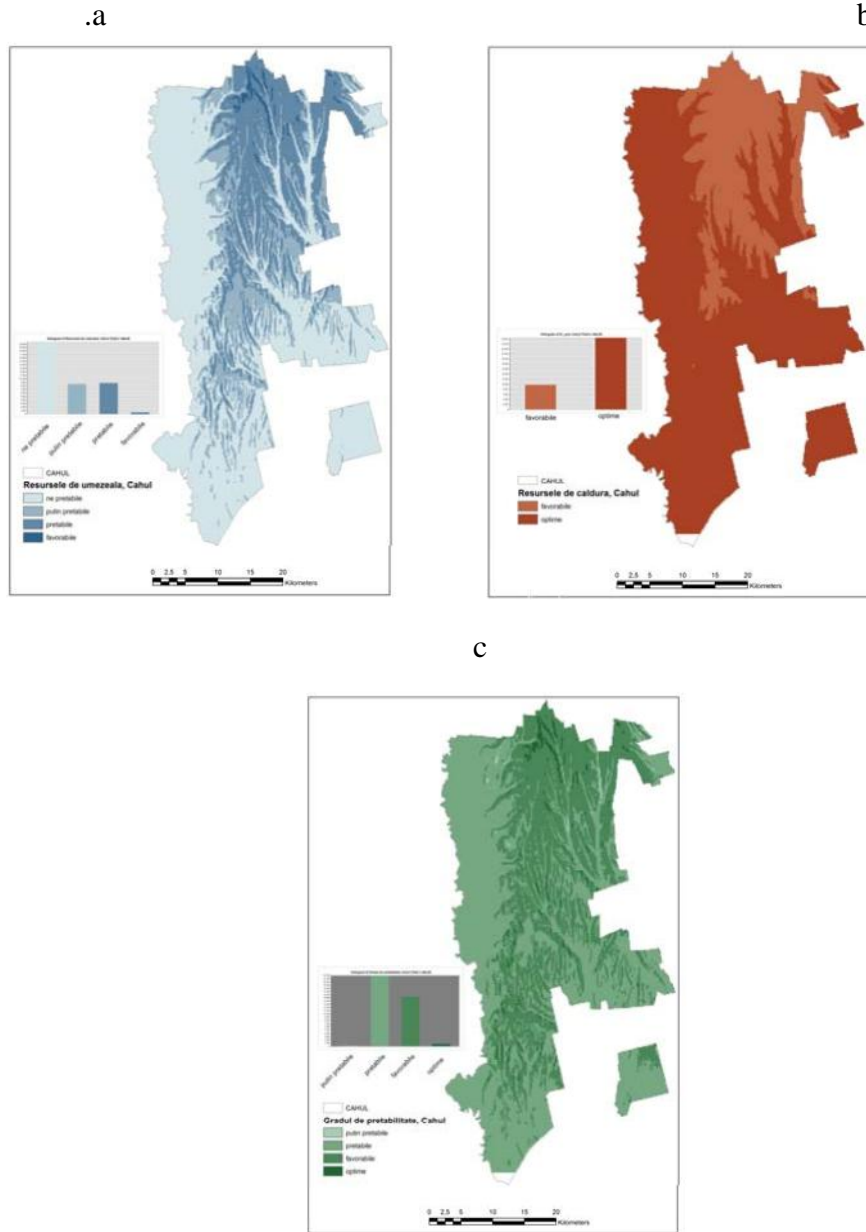 .a
b
ne pretabile
putin pretabile
pretabile
favorabile
CAHUL
Resursele de umezeala, Cahul
ne pretabile
putin pretabile
pretabile
favorabile
0 2,5 5 10 15 20
Kilometers
favorabile
optime
CAHUL
Resursele de caldura, Cahul
favorabile
optime
0 2,5 5 10 15 20
Kilometers
c
putin pretabile
pretabile
favorabile
optime
CAHUL
Gradul de pretabilitate, Cahul
putin pretabile
pretabile
favorabile
optime
0 2,5 5 10 15 20
Kilometers